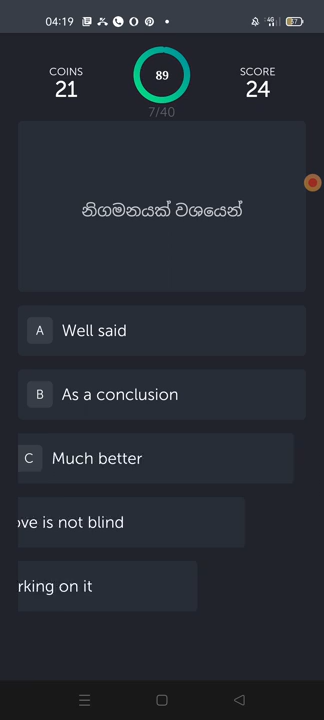 04:19
4G
COINS
21
89
7/40
SCORE
24
නිගමනයක් වශයෙන්
A Well said
B As a conclusion
C Much better
ove is not blind
rking on it